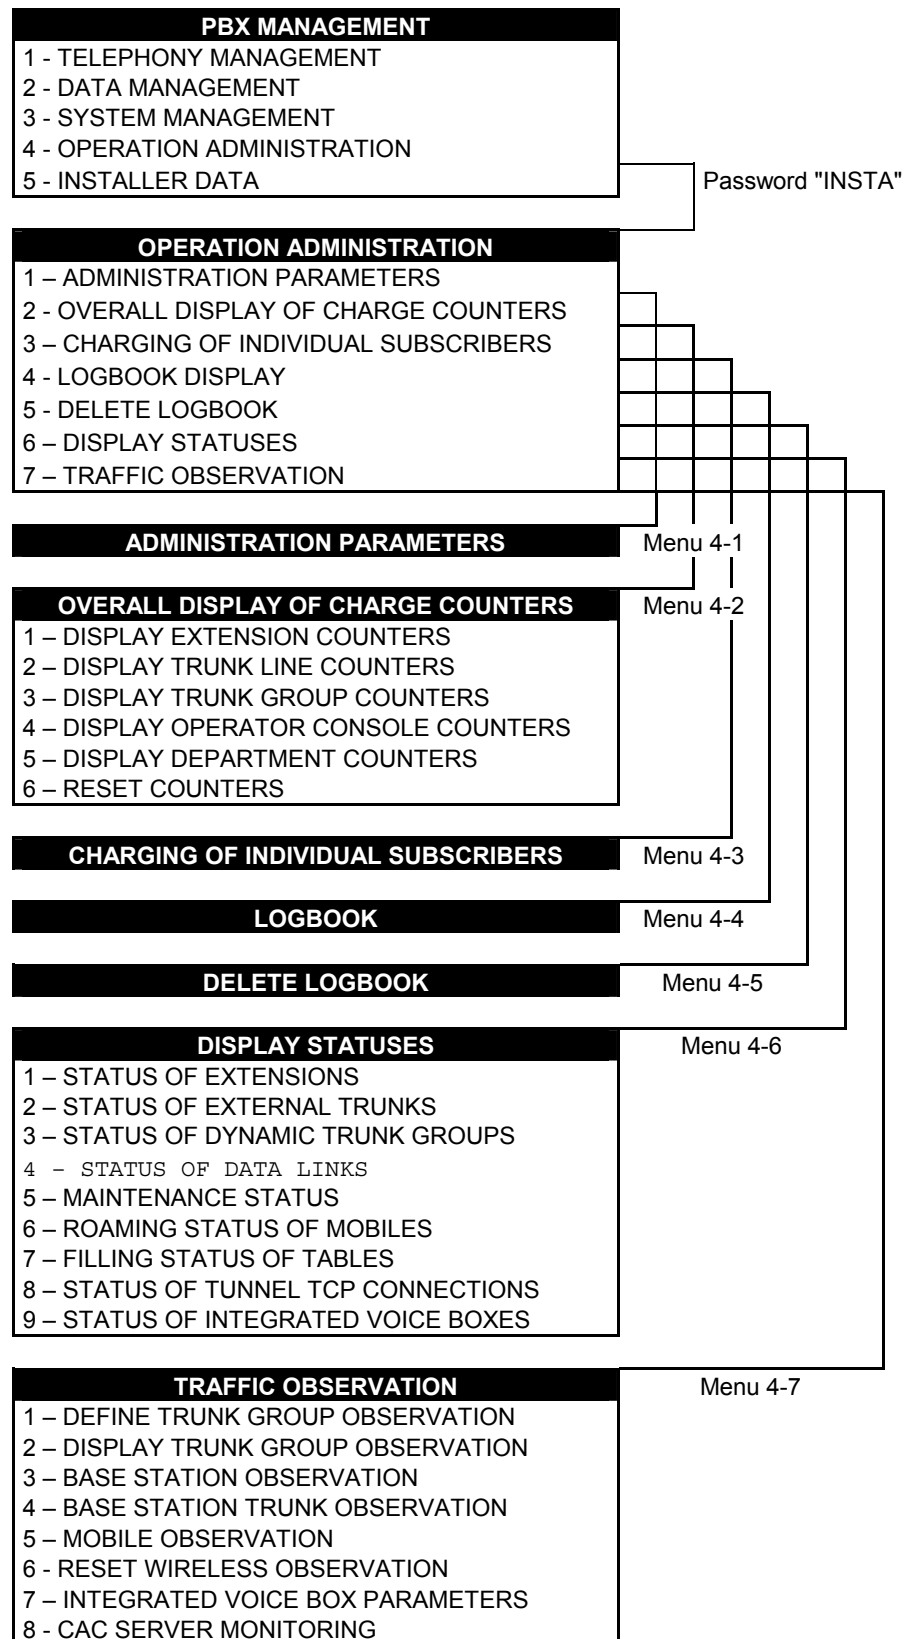 PBX MANAGEMENT
1 - TELEPHONY MANAGEMENT
2 - DATA MANAGEMENT
3 - SYSTEM MANAGEMENT
4 - OPERATION ADMINISTRATION
5 - INSTALLER DATA
Password "INSTA"
OPERATION ADMINISTRATION
1 – ADMINISTRATION PARAMETERS
2 - OVERALL DISPLAY OF CHARGE COUNTERS
3 – CHARGING OF INDIVIDUAL SUBSCRIBERS
4 - LOGBOOK DISPLAY
5 - DELETE LOGBOOK
6 – DISPLAY STATUSES
7 – TRAFFIC OBSERVATION
ADMINISTRATION PARAMETERS
Menu 4-1
OVERALL DISPLAY OF CHARGE COUNTERS
Menu 4-2
1 – DISPLAY EXTENSION COUNTERS
2 – DISPLAY TRUNK LINE COUNTERS
3 – DISPLAY TRUNK GROUP COUNTERS
4 – DISPLAY OPERATOR CONSOLE COUNTERS
5 – DISPLAY DEPARTMENT COUNTERS
6 – RESET COUNTERS
CHARGING OF INDIVIDUAL SUBSCRIBERS
Menu 4-3
LOGBOOK
Menu 4-4
DELETE LOGBOOK
Menu 4-5
DISPLAY STATUSES
Menu 4-6
1 – STATUS OF EXTENSIONS
2 – STATUS OF EXTERNAL TRUNKS
3 – STATUS OF DYNAMIC TRUNK GROUPS
4 – STATUS OF DATA LINKS
5 – MAINTENANCE STATUS
6 – ROAMING STATUS OF MOBILES
7 – FILLING STATUS OF TABLES
8 – STATUS OF TUNNEL TCP CONNECTIONS
9 – STATUS OF INTEGRATED VOICE BOXES
TRAFFIC OBSERVATION
Menu 4-7
1 – DEFINE TRUNK GROUP OBSERVATION
2 – DISPLAY TRUNK GROUP OBSERVATION
3 – BASE STATION OBSERVATION
4 – BASE STATION TRUNK OBSERVATION
5 – MOBILE OBSERVATION
6 - RESET WIRELESS OBSERVATION
7 – INTEGRATED VOICE BOX PARAMETERS
8 - CAC SERVER MONITORING